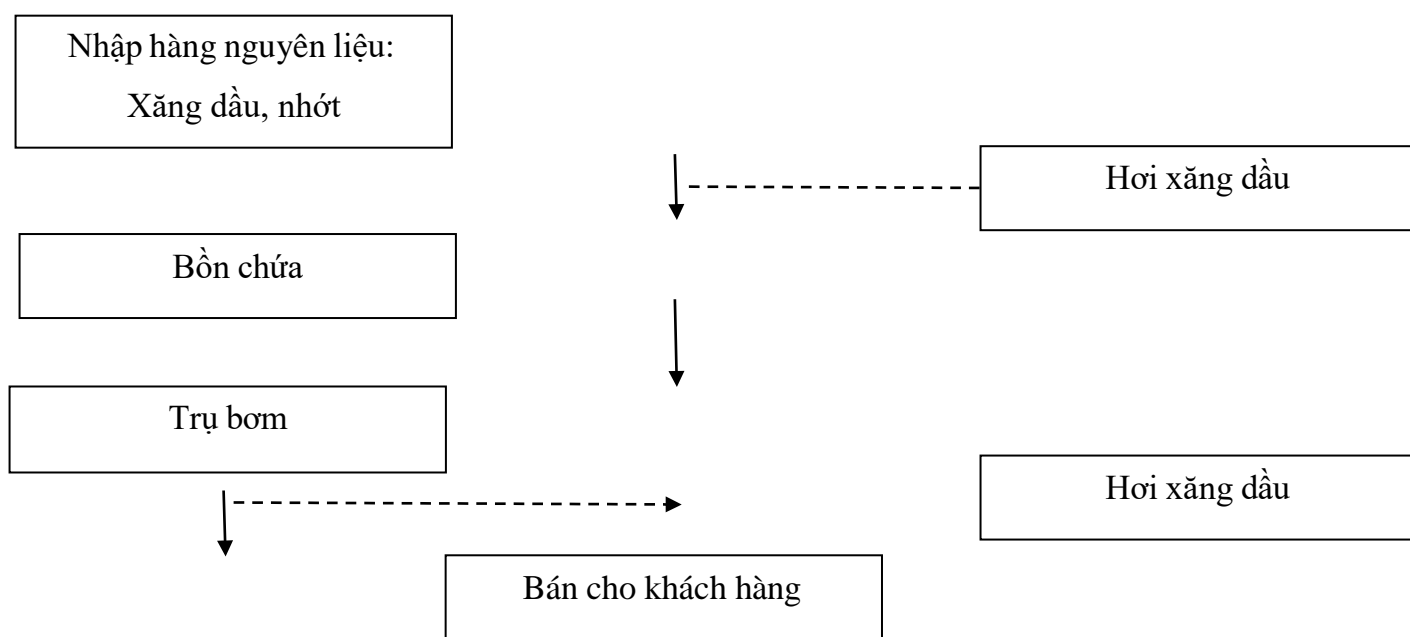 Nhập hàng nguyên liệu:
Xăng dầu, nhớt
Hơi xăng dầu
Bồn chứa
Trụ bơm
Hơi xăng dầu
Bán cho khách hàng